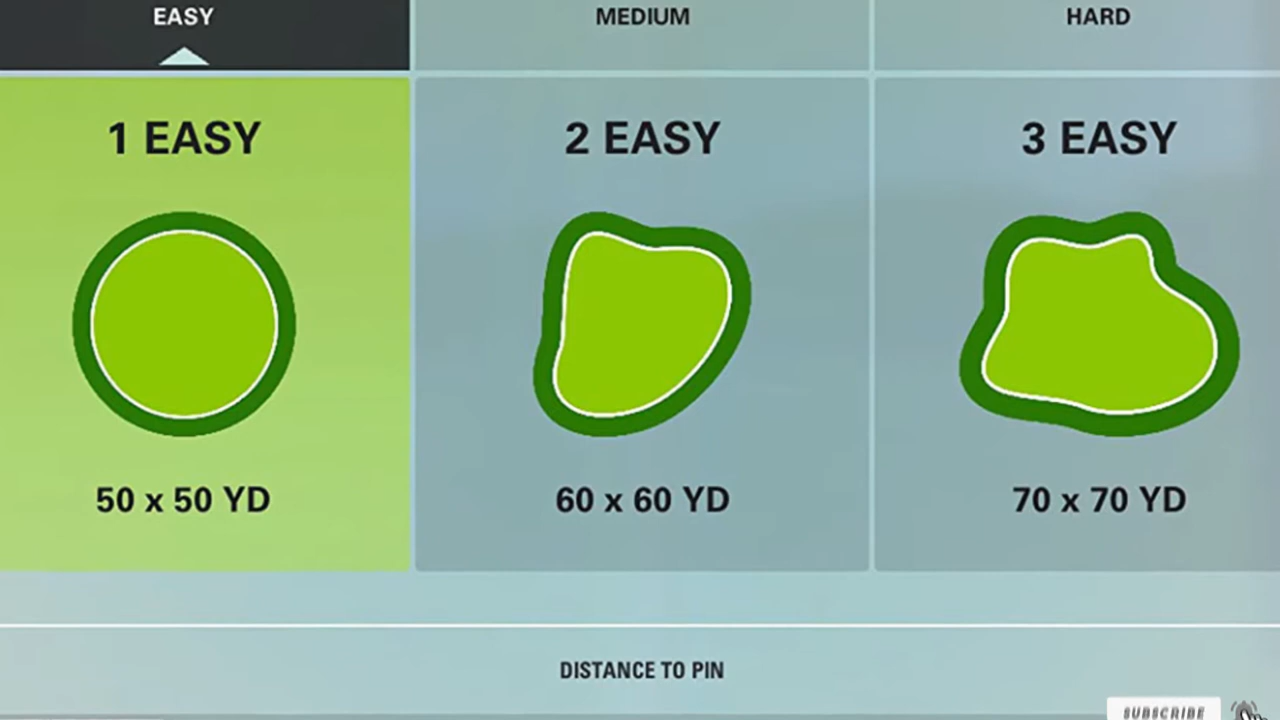 EASY
MEDIUM
HARD
1 EASY
2 EASY
3 EASY
50 x 50 YD
60 x 60 YD
70 x 70 YD
DISTANCE TO PIN
SUBSCRIBE